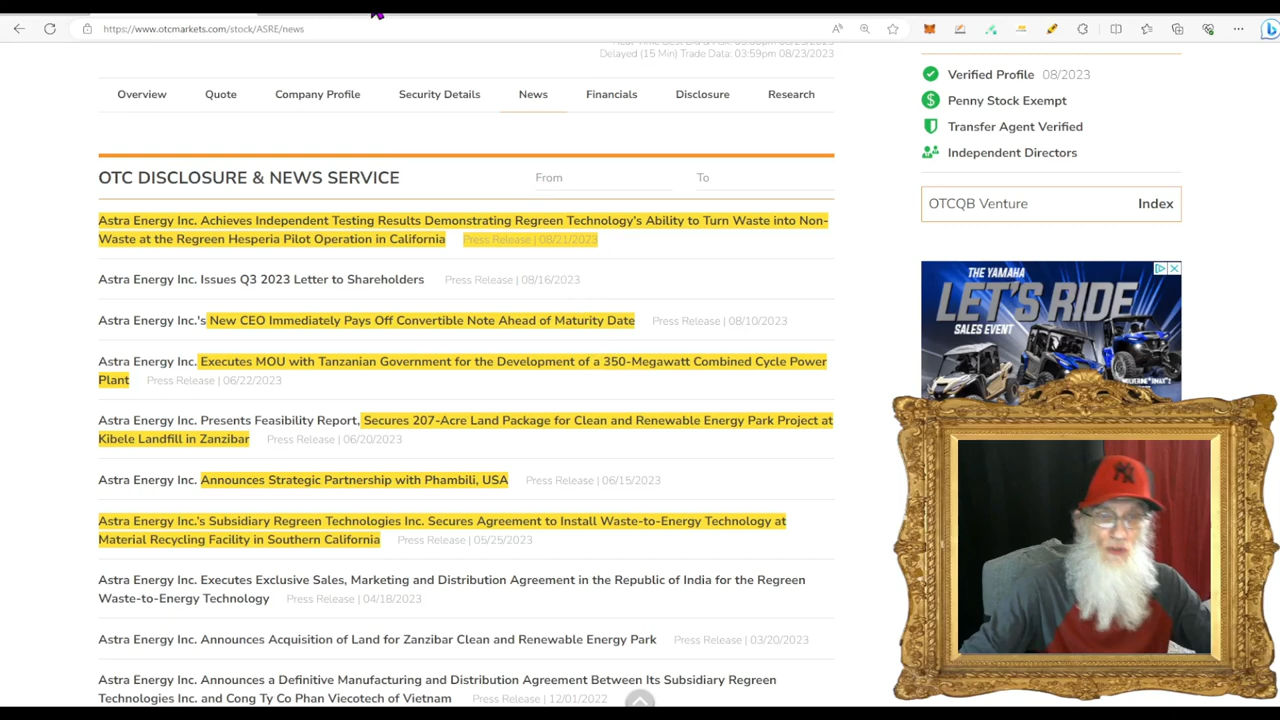 https://www.otcmarkets.com/stock/ASRE/news
Delayed (15 Min) Trade Data: 03:59pm 08/23/2023
Overview Quote Company Profile Security Details News Financials Disclosure Research
OTC DISCLOSURE & NEWS SERVICE From To
Astra Energy Inc. Achieves Independent Testing Results Demonstrating Regreen Technology's Ability to Turn Waste into Non-
Waste at the Regreen Hesperia Pilot Operation in California Press Release | 08/21/2023
Astra Energy Inc. Issues Q3 2023 Letter to Shareholders Press Release | 08/16/2023
Astra Energy Inc.'s New CEO Immediately Pays Off Convertible Note Ahead of Maturity Date Press Release | 08/10/2023
Astra Energy Inc. Executes MOU with Tanzanian Government for the Development of a 350-Megawatt Combined Cycle Power
Plant Press Release | 06/22/2023
Astra Energy Inc. Presents Feasibility Report, Secures 207-Acre Land Package for Clean and Renewable Energy Park Project at
Kibele Landfill in Zanzibar Press Release | 06/20/2023
Astra Energy Inc. Announces Strategic Partnership with Phambili, USA Press Release | 06/15/2023
Astra Energy Inc.'s Subsidiary Regreen Technologies Inc. Secures Agreement to Install Waste-to-Energy Technology at
Material Recycling Facility in Southern California Press Release | 05/25/2023
Astra Energy Inc. Executes Exclusive Sales, Marketing and Distribution Agreement in the Republic of India for the Regreen
Waste-to-Energy Technology Press Release | 04/18/2023
Astra Energy Inc. Announces Acquisition of Land for Zanzibar Clean and Renewable Energy Park Press Release | 03/20/2023
Astra Energy Inc. Announces a Definitive Manufacturing and Distribution Agreement Between Its Subsidiary Regreen
Technologies Inc. and Cong Ty Co Phan Viecotech of Vietnam Press Release | 12/01/2022
Verified Profile 08/2023
Penny Stock Exempt
Transfer Agent Verified
Independent Directors
OTCQB Venture Index
THE YAMAHA
LET'S RIDE
SALES EVENT